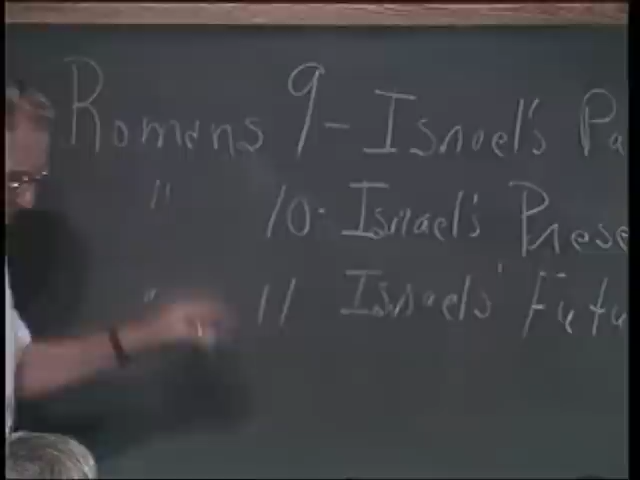 Romans 9 - Israel's Pa
" 10. Israel's Prese
" 11 Israel's Futu